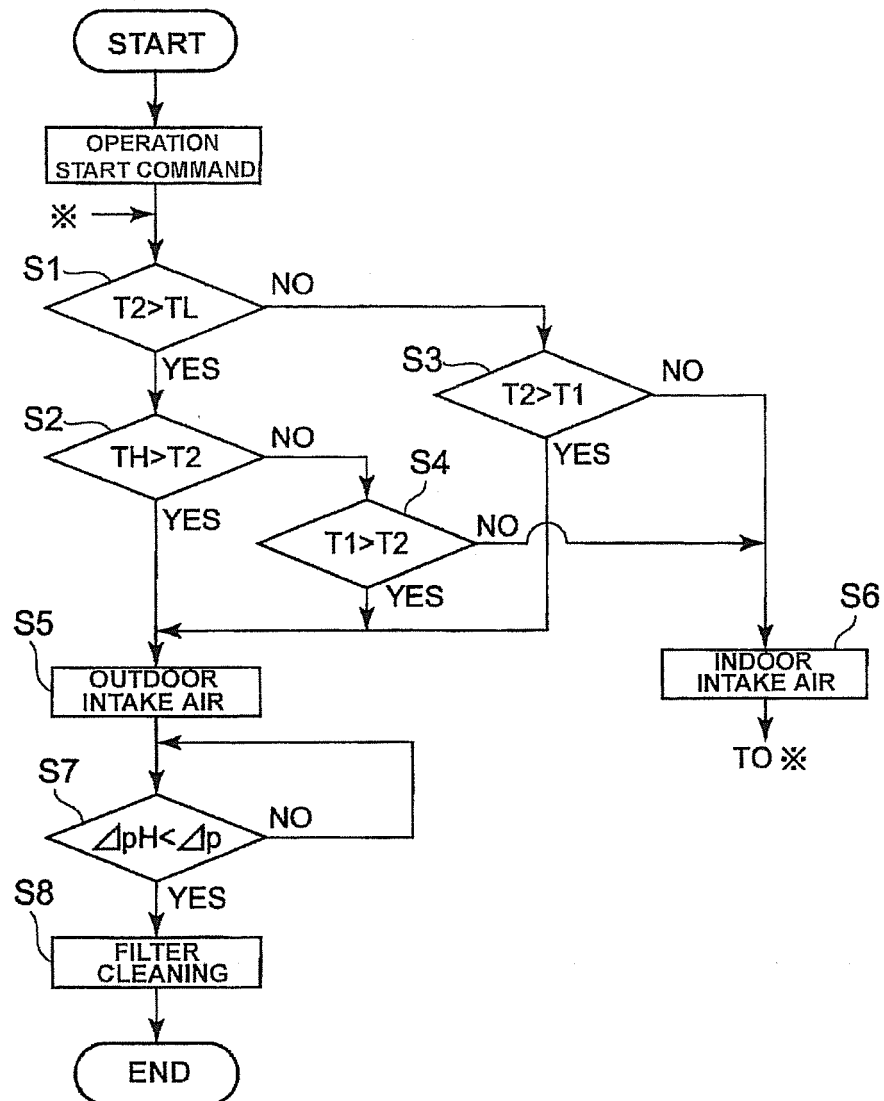 START
OPERATION
START COMMAND
※
S1
T2>TL
NO
YES
S3
T2>T1
NO
YES
S2
TH>T2
NO
YES
S4
T1>T2
NO
YES
S5
OUTDOOR
INTAKE AIR
S6
INDOOR
INTAKE AIR
TO ※
S7
⊿pH<⊿p
NO
YES
S8
FILTER
CLEANING
END